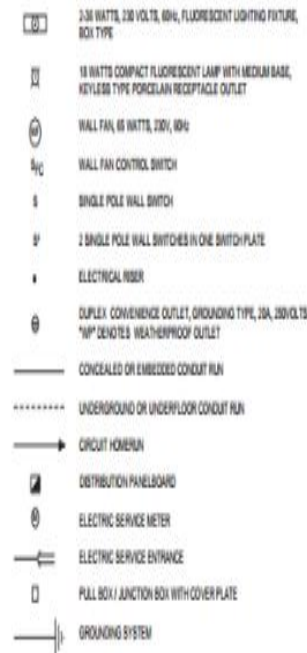 2-36 WATTS, 230 VOLTS, 60Hz, FLUORESCENT LIGHTING FIXTURE,
BOX TYPE
18 WATTS COMPACT FLUORESCENT LAMP WITH MEDIUM BASE,
KEYLESS TYPE PORCELAIN RECEPTACLE OUTLET
WALL FAN, 65 WATTS, 230V, 60Hz
S FC WALL FAN CONTROL SWITCH
S SINGLE POLE WALL SWITCH
2 SINGLE POLE WALL SWITCHES IN ONE SWITCH PLATE
ELECTRICAL RISER
DUPLEX CONVENIENCE OUTLET, GROUNDING TYPE, 20A, 250VOLTS
"WP" DENOTES WEATHERPROOF OUTLET
CONCEALED OR EMBEDDED CONDUIT RUN
UNDERGROUND OR UNDERFLOOR CONDUIT RUN
CIRCUIT HOMERUN
DISTRIBUTION PANELBOARD
ELECTRIC SERVICE METER
ELECTRIC SERVICE ENTRANCE
PULL BOX / JUNCTION BOX WITH COVER PLATE
GROUNDING SYSTEM